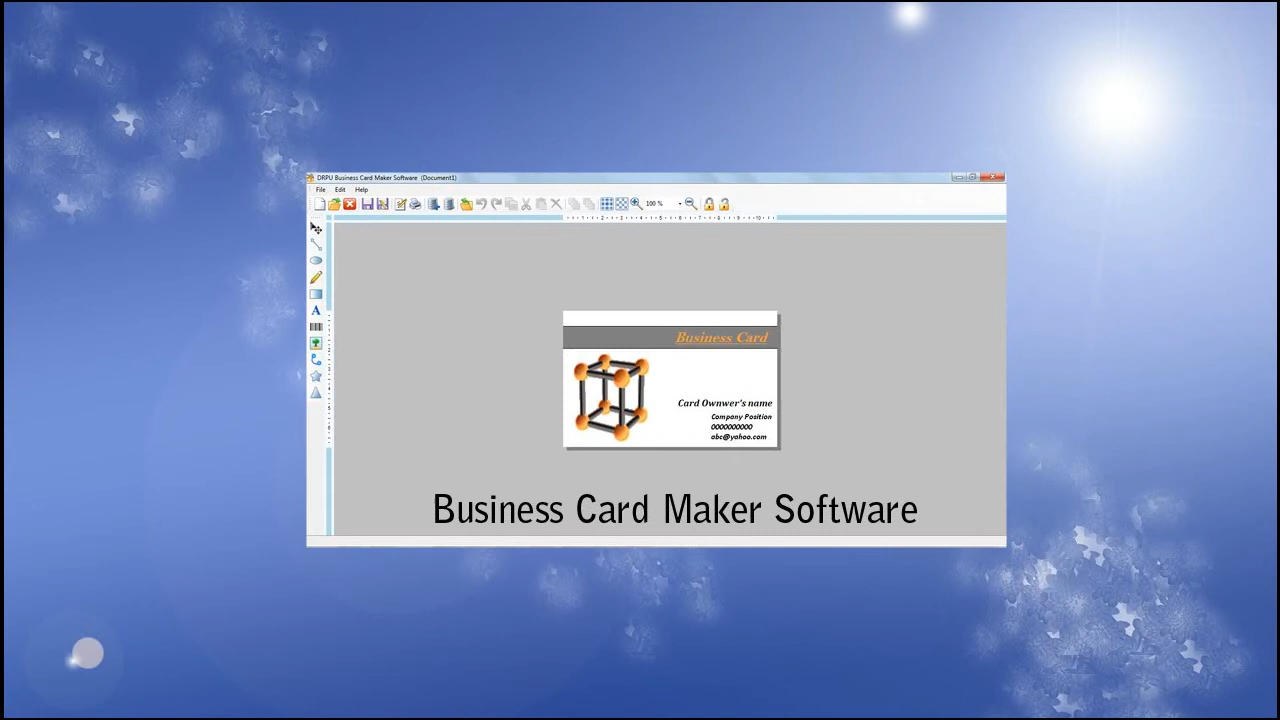 DRPU Business Card Maker Software (Document1)
File Edit Help
100 %
Business Card
Card Ownwer's name
Company Position
0000000000
abc@yahoo.com
Business Card Maker Software